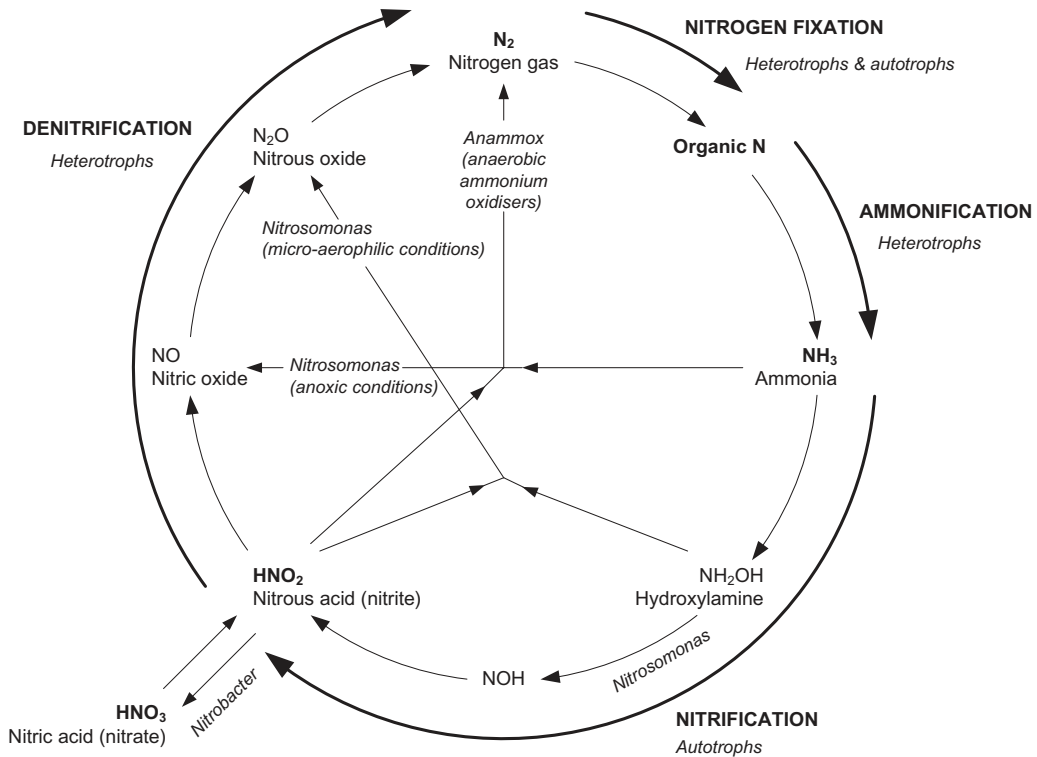 N₂
Nitrogen gas
NITROGEN FIXATION
Heterotrophs & autotrophs
DENITRIFICATION
Heterotrophs
N₂O
Nitrous oxide
Anammox
(anaerobic
ammonium
oxidisers)
Organic N
AMMONIFICATION
Heterotrophs
Nitrosomonas
(micro-aerophilic conditions)
NO
Nitric oxide
Nitrosomonas
(anoxic conditions)
NH₃
Ammonia
HNO₂
Nitrous acid (nitrite)
NH₂OH
Hydroxylamine
Nitrosomonas
NOH
HNO₃
Nitric acid (nitrate)
Nitrobacter
NITRIFICATION
Autotrophs